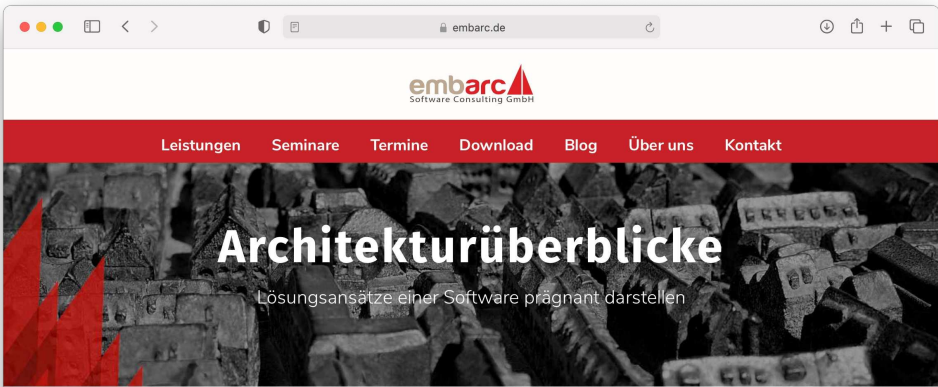 embarc.de
embarc
Software Consulting GmbH
Leistungen Seminare Termine Download Blog Über uns Kontakt
Architekturüberblicke
Lösungsansätze einer Software prägnant darstellen